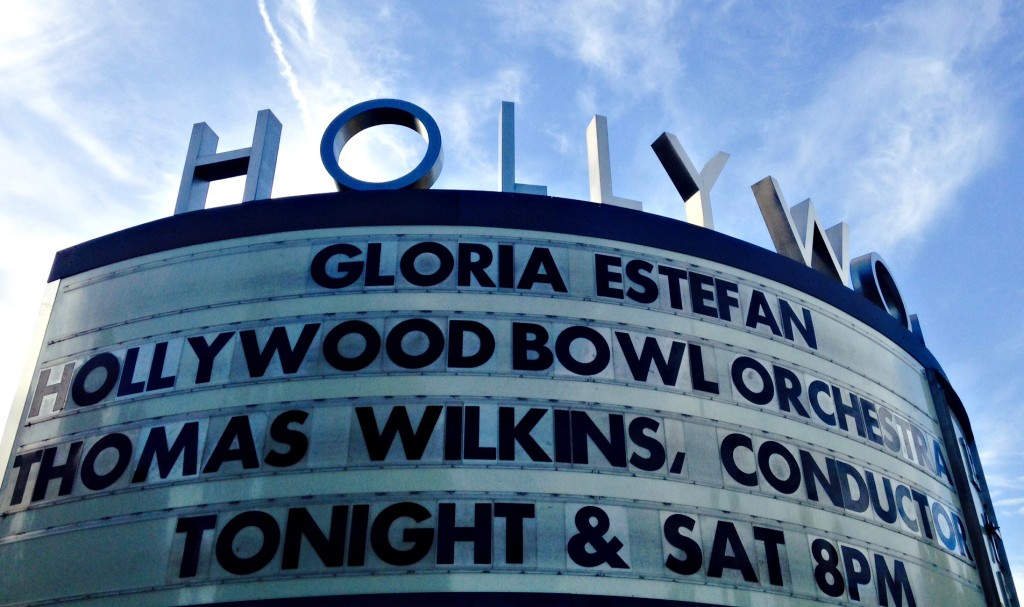 HOLLYWO
GLORIA ESTEFAN
HOLLYWOOD BOWL ORCHESTRA
THOMAS WILKINS, CONDUCTOR
TONIGHT & SAT 8PM